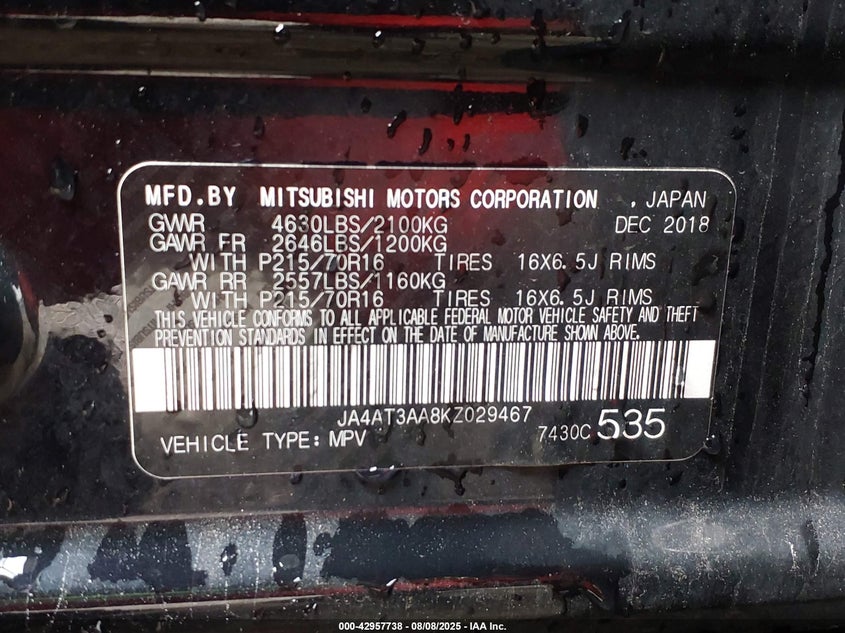 MFD.BY MITSUBISHI MOTORS CORPORATION , JAPAN
GVWR 4630LBS/2100KG DEC 2018
GAWR FR 2646LBS/1200KG
WITH P215/70R16 TIRES 16X6.5J RIMS
GAWR RR 2557LBS/1160KG
WITH P215/70R16 TIRES 16X6.5J RIMS
THIS VEHICLE CONFORMS TO ALL APPLICABLE FEDERAL MOTOR VEHICLE SAFETY AND THEFT
PREVENTION STANDARDS IN EFFECT ON THE DATE OF MANUFACTURE SHOWN ABOVE.
JA4AT3AA8KZ029467
VEHICLE TYPE: MPV 7430C 535
000-42957738 - 08/08/2025 - IAA Inc.